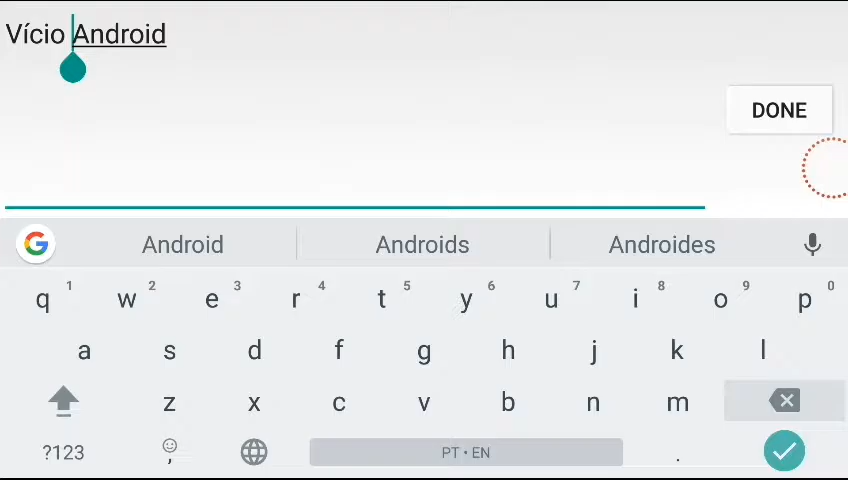 Vício Android
DONE
Android Androids Androides
q 1 w 2 e 3 r 4 t 5 y 6 u 7 i 8 o 9 p 0
a s d f g h j k l
z x c v b n m
?123 , PT • EN .